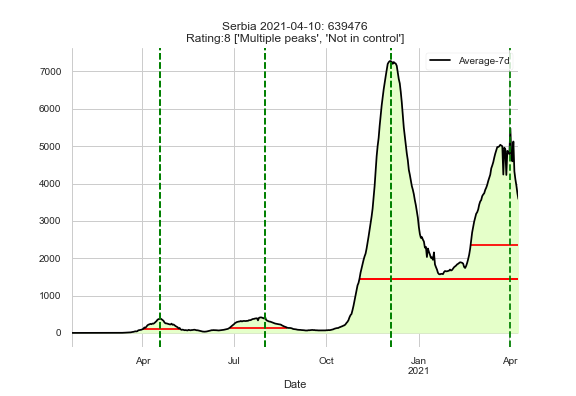 Serbia 2021-04-10: 639476
Rating:8 ['Multiple peaks', 'Not in control']
Average-7d
7000
6000
5000
4000
3000
2000
1000
0
Apr
Jul
Oct
Jan
2021
Apr
Date